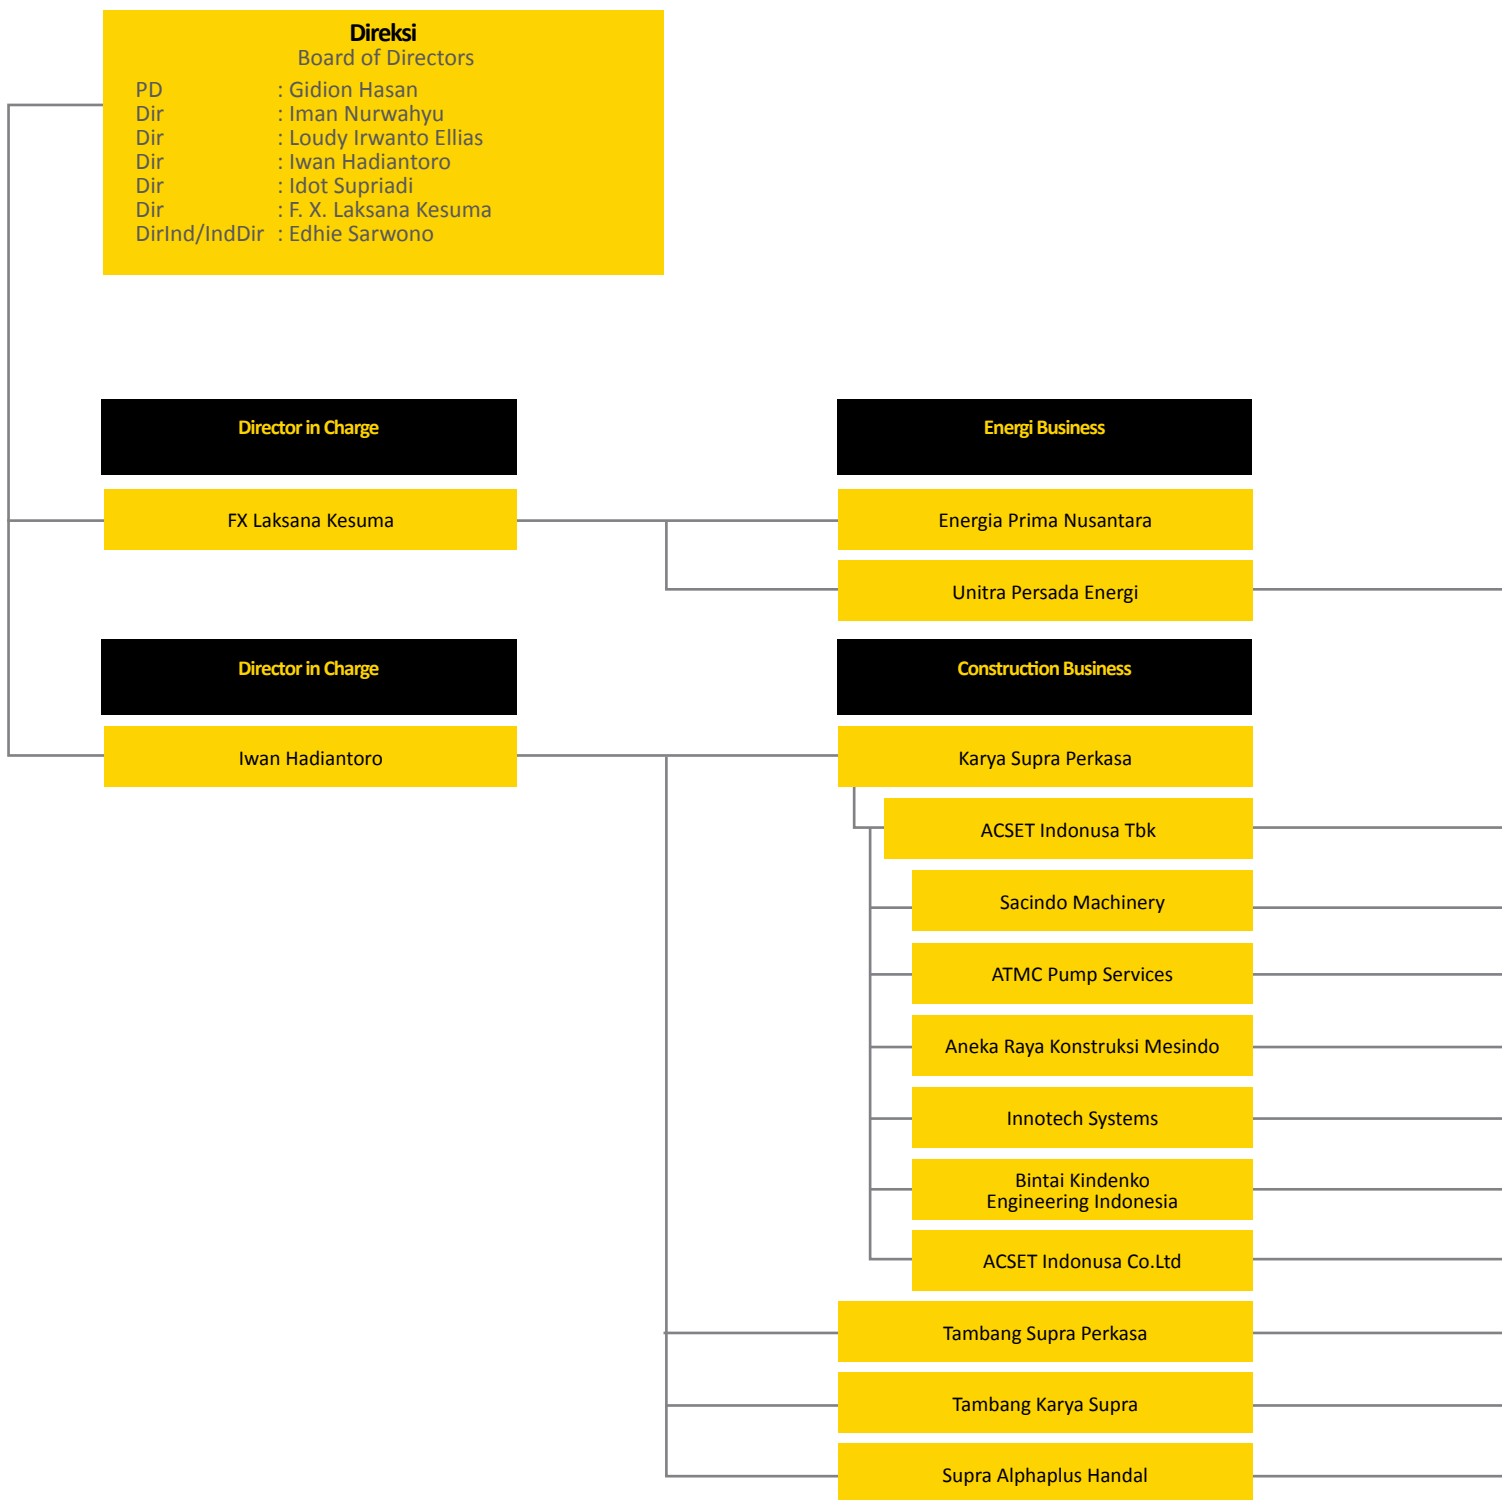 Direksi
Board of Directors
PD : Gidion Hasan
Dir : Iman Nurwahyu
Dir : Loudy Irwanto Ellias
Dir : Iwan Hadiantoro
Dir : Idot Supriadi
Dir : F. X. Laksana Kesuma
DirInd/IndDir : Edhie Sarwono
Director in Charge
Energi Business
FX Laksana Kesuma
Energia Prima Nusantara
Unitra Persada Energi
Director in Charge
Construction Business
Iwan Hadiantoro
Karya Supra Perkasa
ACSET Indonusa Tbk
Sacindo Machinery
ATMC Pump Services
Aneka Raya Konstruksi Mesindo
Innotech Systems
Bintai Kindenko
Engineering Indonesia
ACSET Indonusa Co.Ltd
Tambang Supra Perkasa
Tambang Karya Supra
Supra Alphaplus Handal